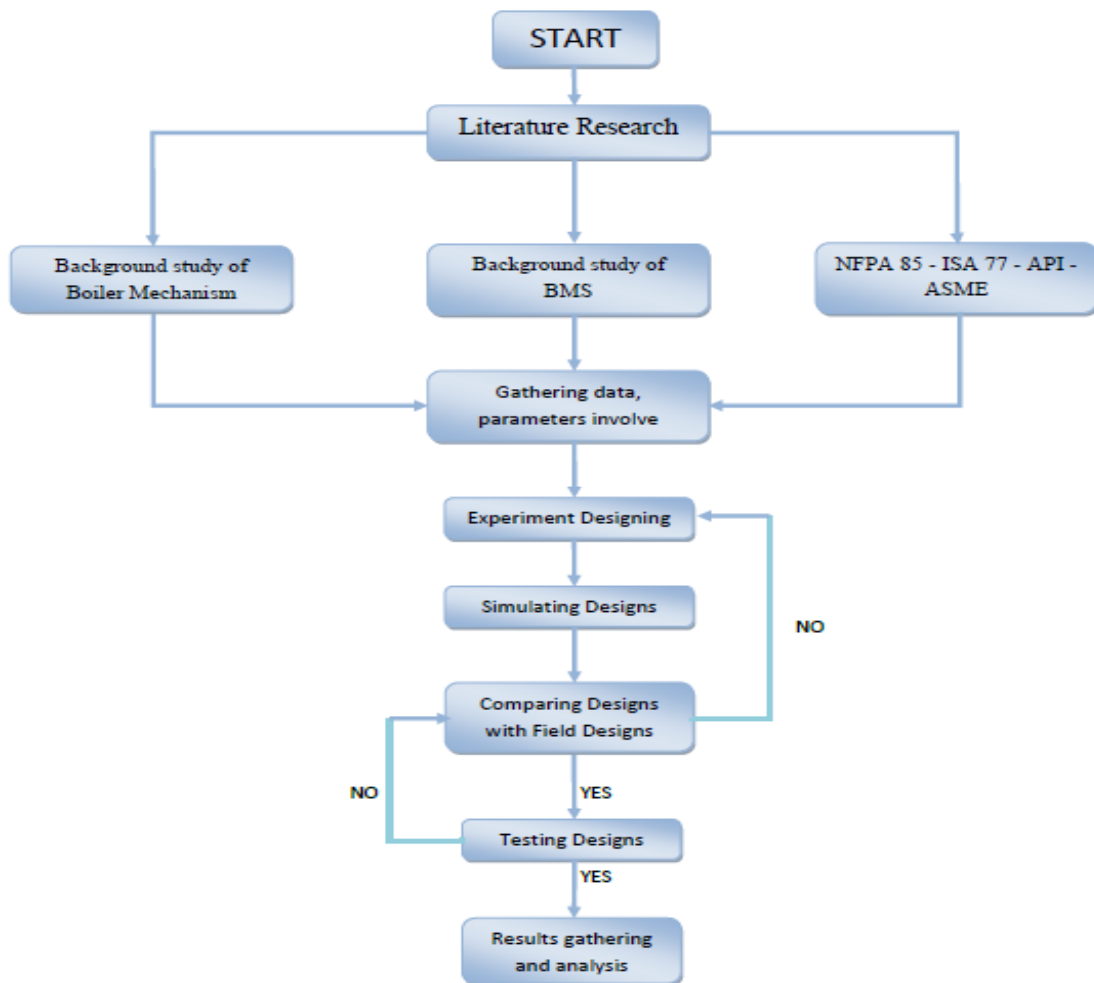 START
Literature Research
Background study of
Boiler Mechanism
Background study of
BMS
NFPA 85 - ISA 77 - API -
ASME
Gathering data,
parameters involve
Experiment Designing
Simulating Designs
NO
Comparing Designs
with Field Designs
NO
YES
Testing Designs
YES
Results gathering
and analysis